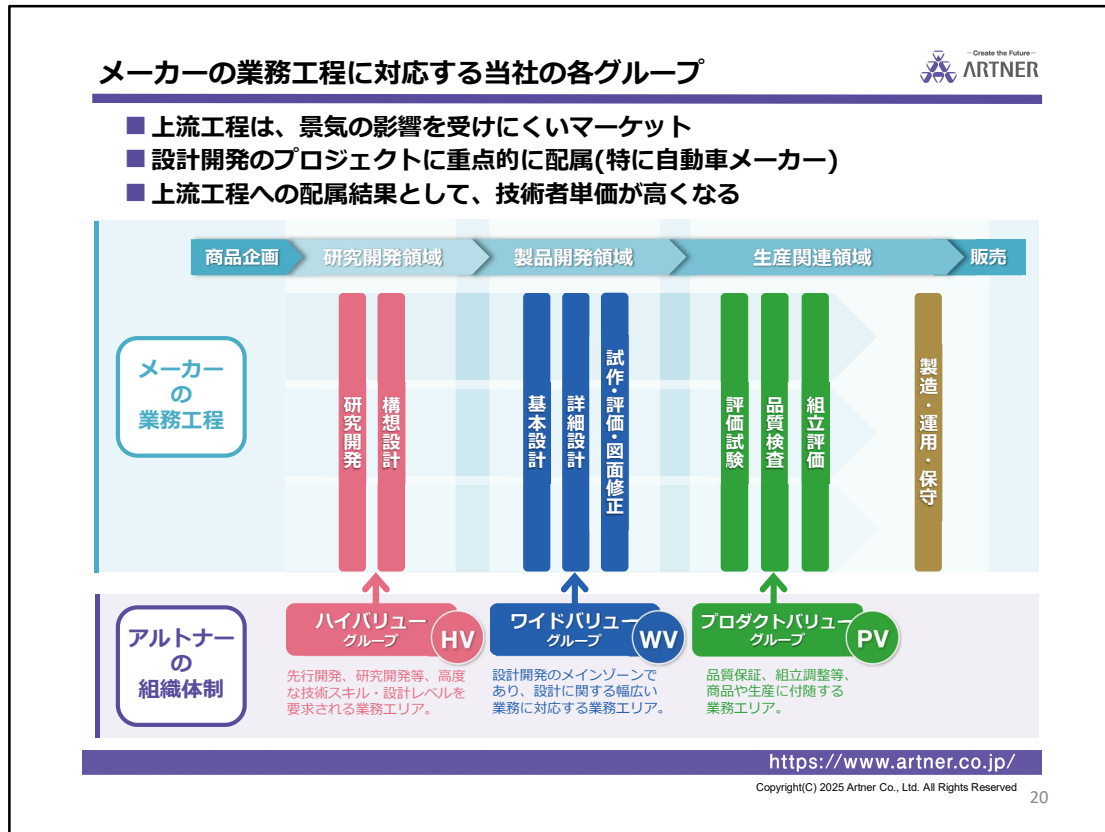 メーカーの業務工程に対応する当社の各グループ
－Create the Future－
ARTNER
■ 上流工程は、景気の影響を受けにくいマーケット
■ 設計開発のプロジェクトに重点的に配属(特に自動車メーカー)
■ 上流工程への配属結果として、技術者単価が高くなる
商品企画
研究開発領域
製品開発領域
生産関連領域
販売
メーカー
の
業務工程
研究開発
構想設計
基本設計
詳細設計
試作・評価・図面修正
評価試験
品質検査
組立評価
製造・運用・保守
アルトナー
の
組織体制
ハイバリュー
グループ
HV
先行開発、研究開発等、高度
な技術スキル・設計レベルを
要求される業務エリア。
ワイドバリュー
グループ
WV
設計開発のメインゾーンで
あり、設計に関する幅広い
業務に対応する業務エリア。
プロダクトバリュー
グループ
PV
品質保証、組立調整等、
商品や生産に付随する
業務エリア。
https://www.artner.co.jp/
Copyright(C) 2025 Artner Co., Ltd. All Rights Reserved
20